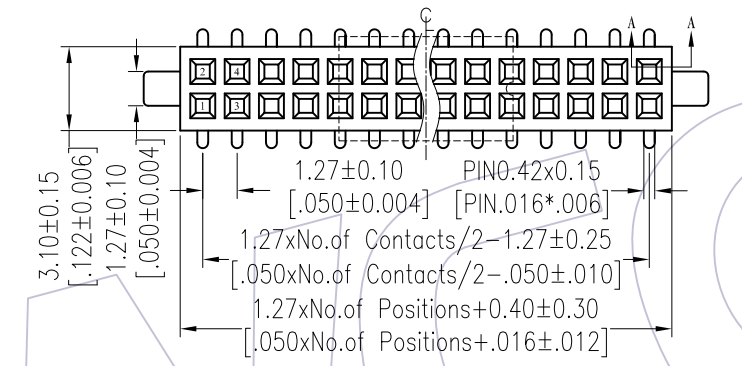 C
A A
2 4
1 3
3.10±0.15
[.122±0.006]
1.27±0.10
[.050±0.004]
1.27±0.10
[.050±0.004]
PIN0.42x0.15
[PIN.016*.006]
1.27xNo.of Contacts/2-1.27±0.25
[.050xNo.of Contacts/2-.050±.010]
1.27xNo.of Positions+0.40±0.30
[.050xNo.of Positions+.016±.012]